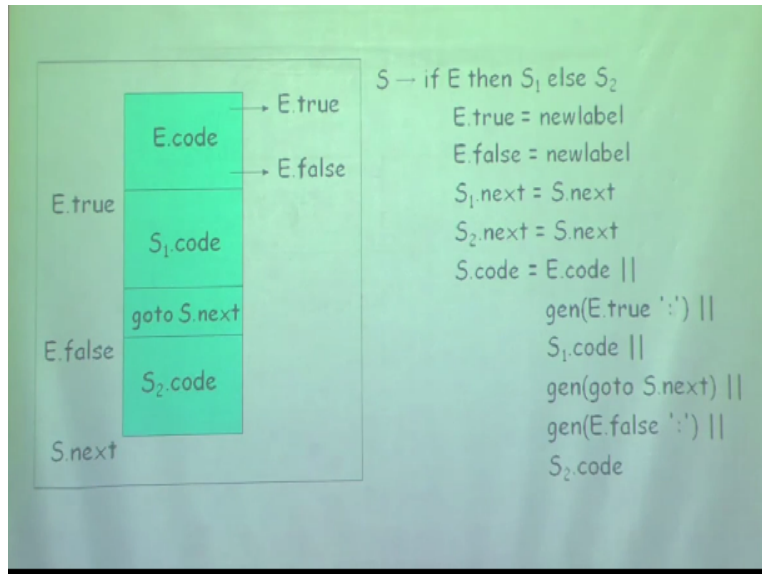 E.code
→ E.true
→ E.false
E.true
S₁.code
goto S.next
E.false
S₂.code
S.next
S → if E then S₁ else S₂
E.true = newlabel
E.false = newlabel
S₁.next = S.next
S₂.next = S.next
S.code = E.code ||
gen(E.true ':') ||
S₁.code ||
gen(goto S.next) ||
gen(E.false ':') ||
S₂.code